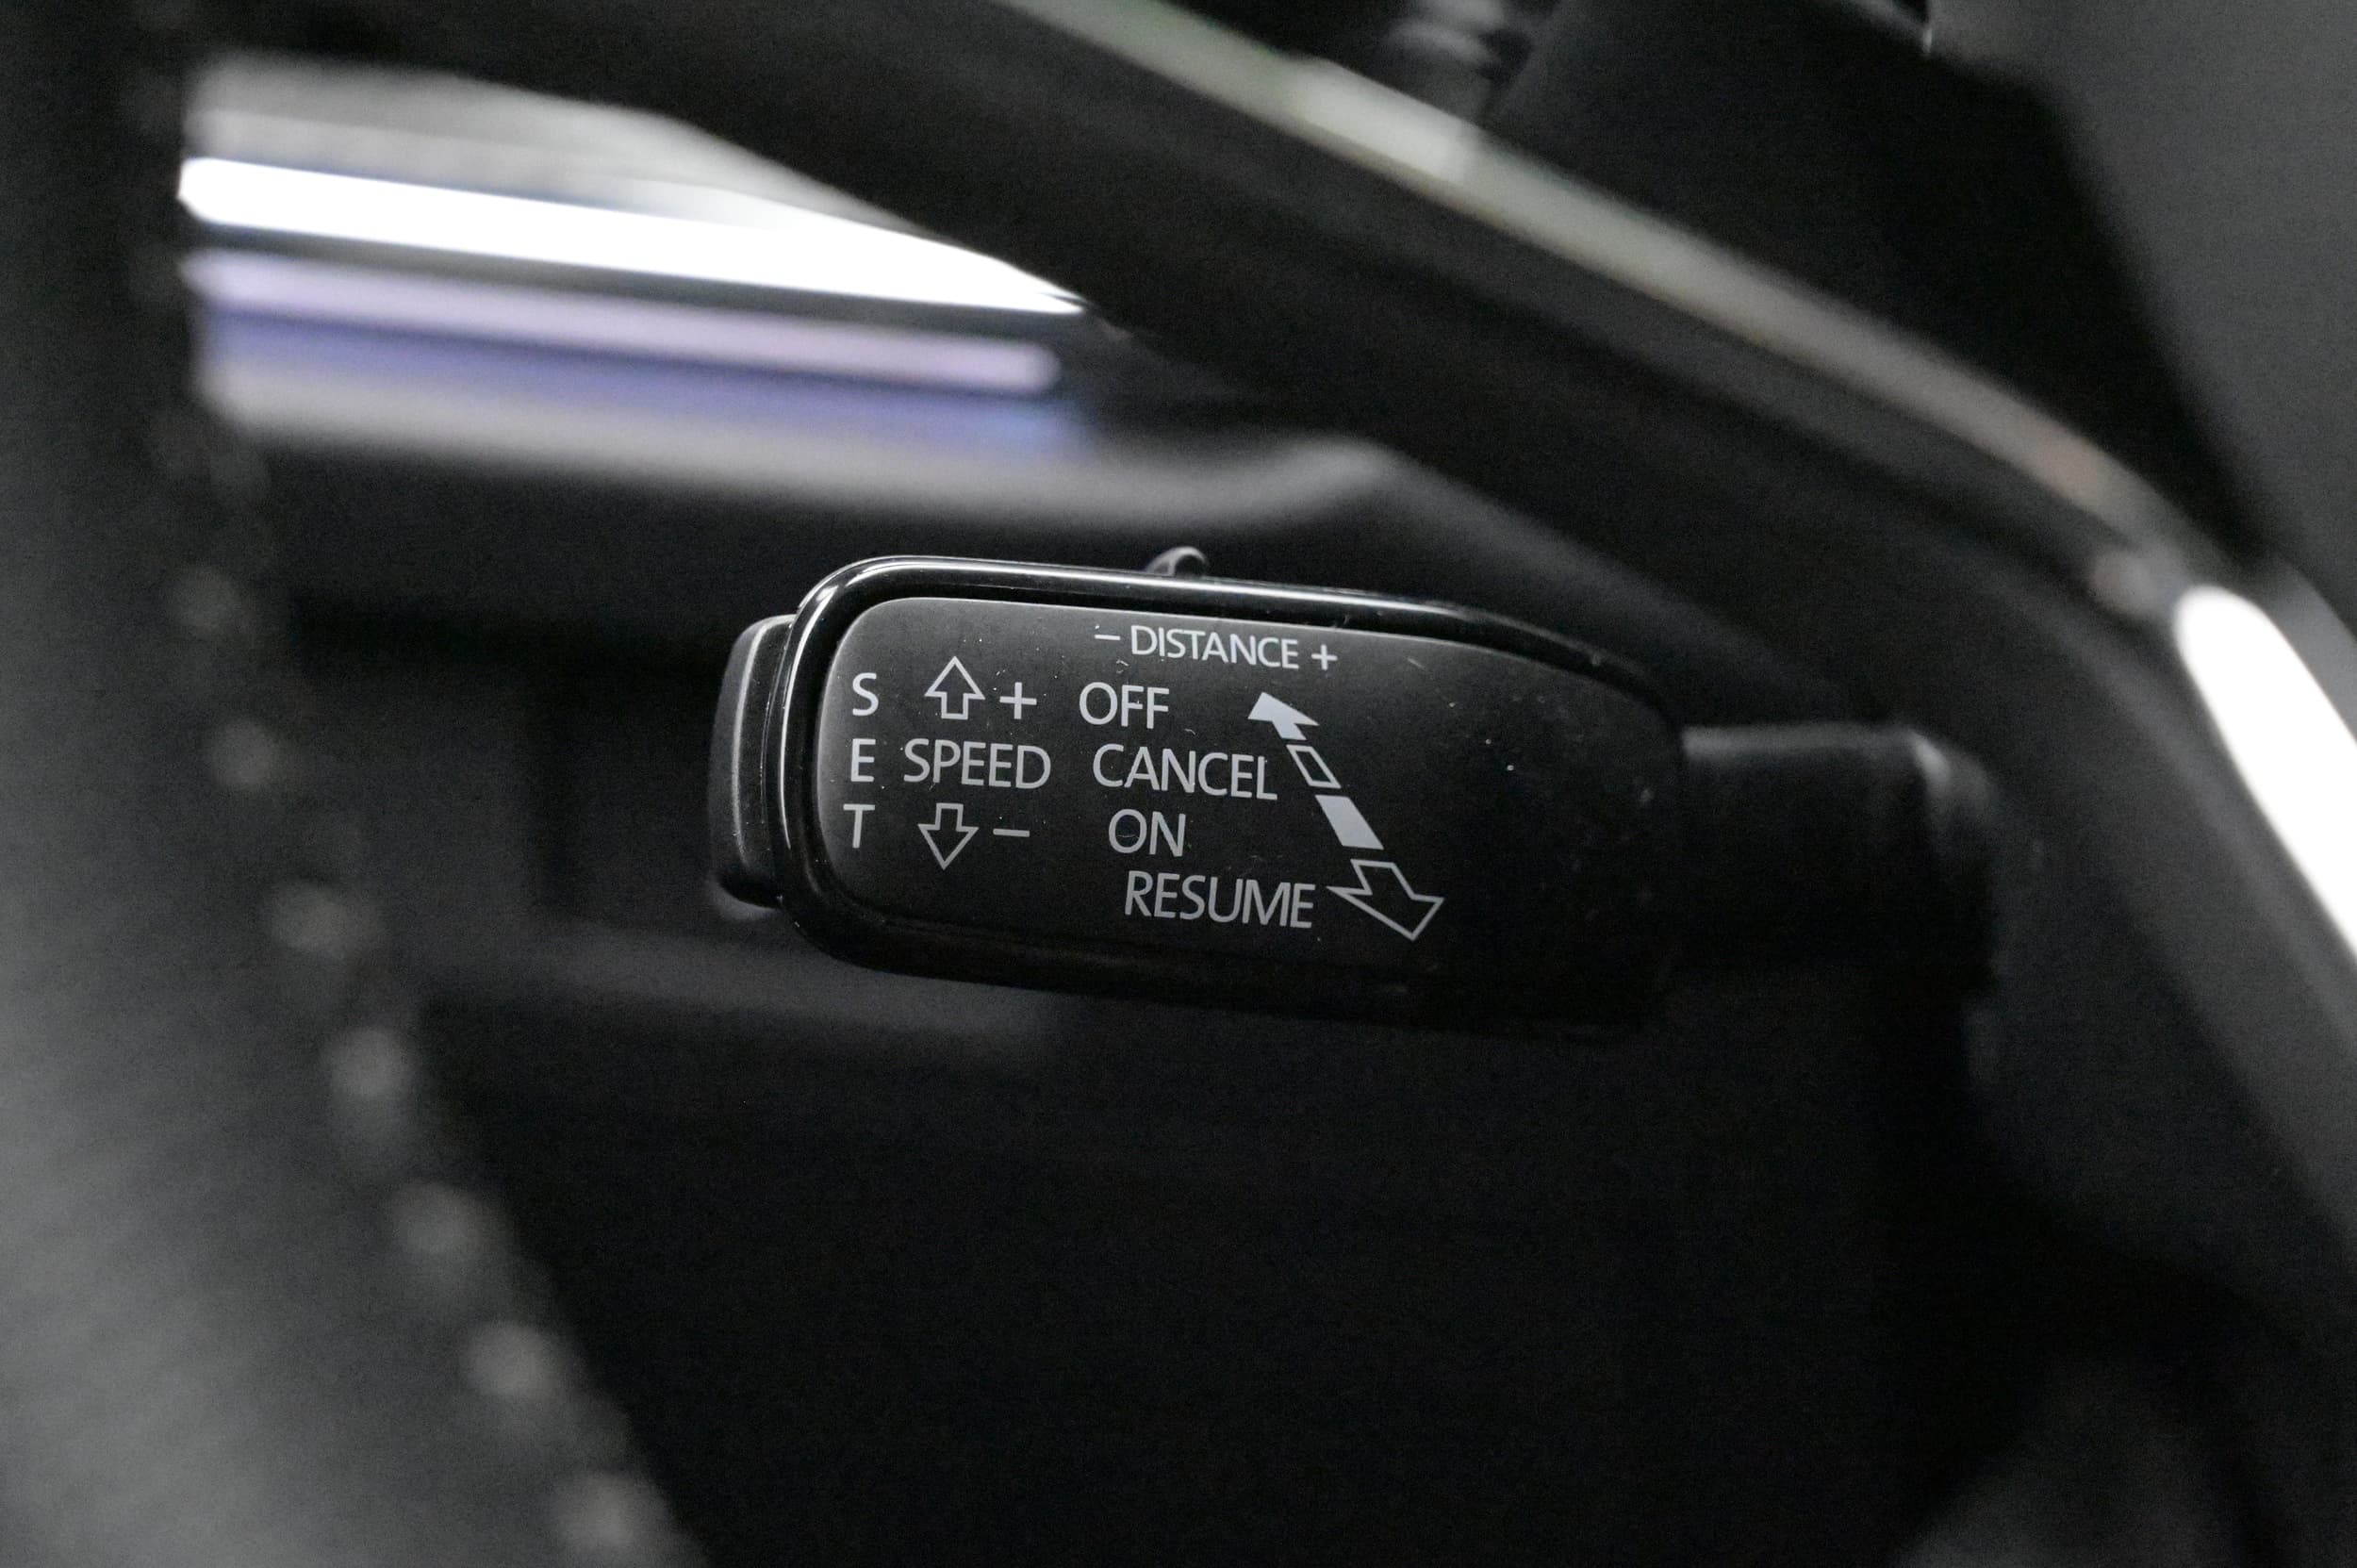 − DISTANCE +
S + OFF
E SPEED CANCEL
T − ON
RESUME